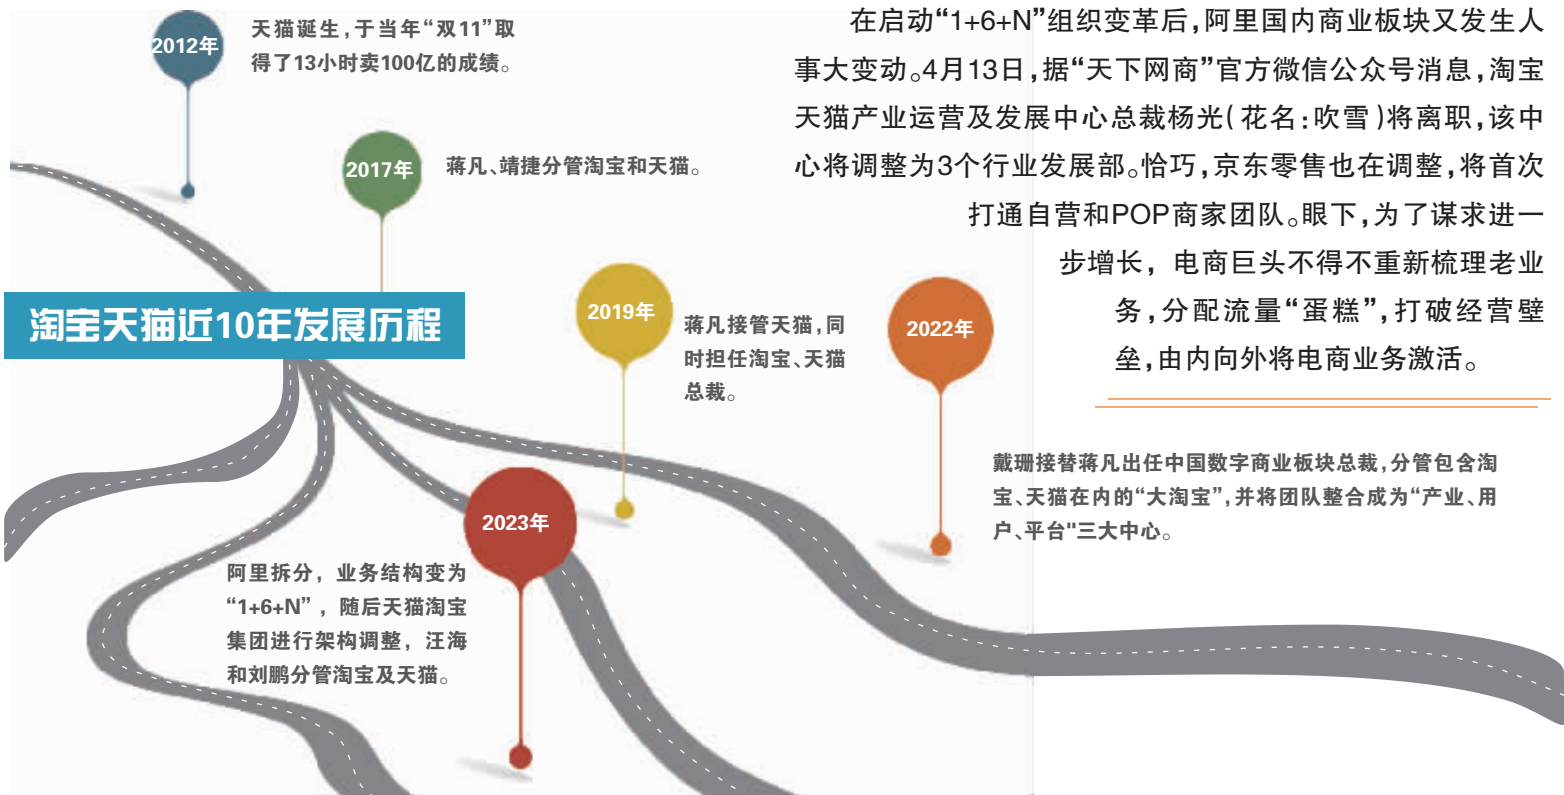 2012年
天猫诞生,于当年“双11”取
得了13小时卖100亿的成绩。
2017年
蒋凡、靖捷分管淘宝和天猫。
淘宝天猫近10年发展历程
2019年
蒋凡接管天猫,同
时担任淘宝、天猫
总裁。
2022年
戴珊接替蒋凡出任中国数字商业板块总裁,分管包含淘
宝、天猫在内的“大淘宝”,并将团队整合成为“产业、用
户、平台"三大中心。
2023年
阿里拆分，业务结构变为
“1+6+N”，随后天猫淘宝
集团进行架构调整，汪海
和刘鹏分管淘宝及天猫。
在启动“1+6+N”组织变革后,阿里国内商业板块又发生人
事大变动。4月13日,据“天下网商”官方微信公众号消息,淘宝
天猫产业运营及发展中心总裁杨光(花名:吹雪)将离职,该中
心将调整为3个行业发展部。恰巧,京东零售也在调整,将首次
打通自营和POP商家团队。眼下,为了谋求进一
步增长，电商巨头不得不重新梳理老业
务,分配流量“蛋糕”,打破经营壁
垒,由内向外将电商业务激活。